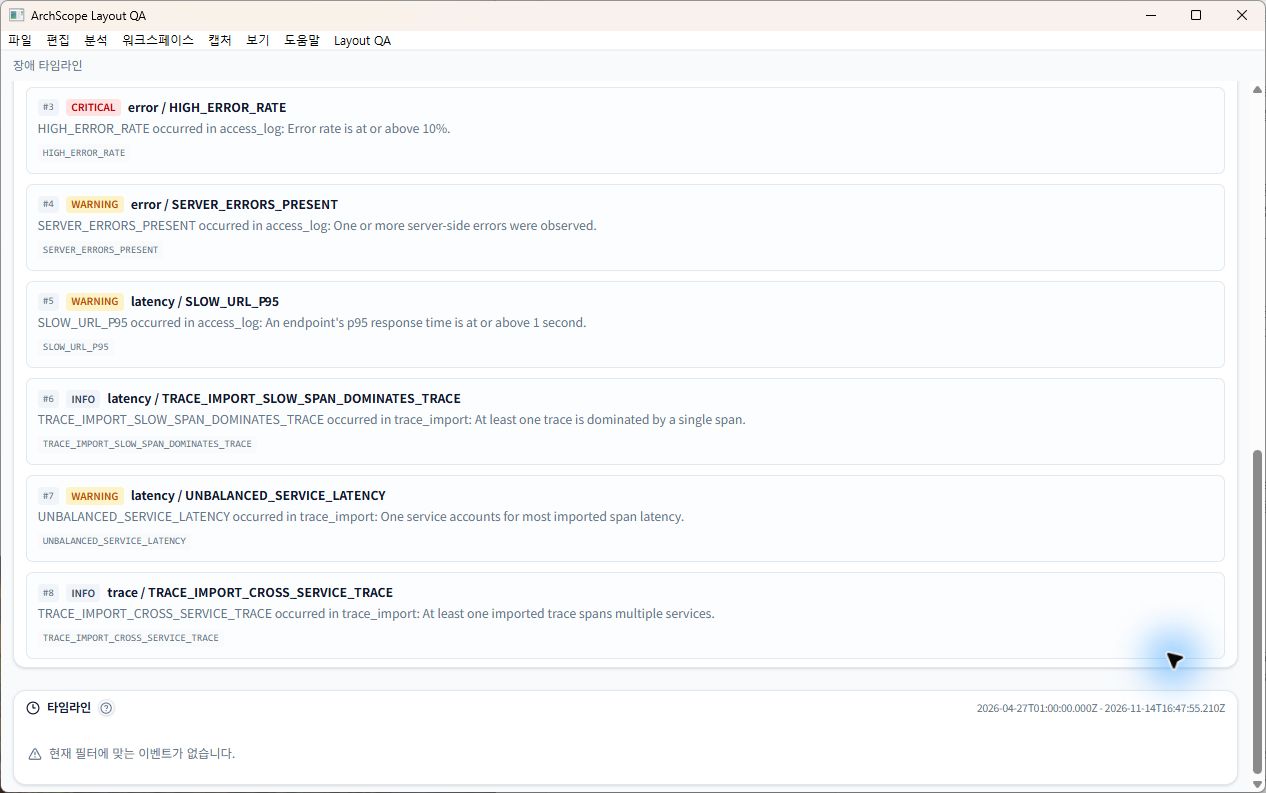 ArchScope Layout QA
파일 편집 분석 워크스페이스 캡처 보기 도움말 Layout QA
장애 타임라인
#3 CRITICAL error / HIGH_ERROR_RATE
HIGH_ERROR_RATE occurred in access_log: Error rate is at or above 10%.
HIGH_ERROR_RATE
#4 WARNING error / SERVER_ERRORS_PRESENT
SERVER_ERRORS_PRESENT occurred in access_log: One or more server-side errors were observed.
SERVER_ERRORS_PRESENT
#5 WARNING latency / SLOW_URL_P95
SLOW_URL_P95 occurred in access_log: An endpoint's p95 response time is at or above 1 second.
SLOW_URL_P95
#6 INFO latency / TRACE_IMPORT_SLOW_SPAN_DOMINATES_TRACE
TRACE_IMPORT_SLOW_SPAN_DOMINATES_TRACE occurred in trace_import: At least one trace is dominated by a single span.
TRACE_IMPORT_SLOW_SPAN_DOMINATES_TRACE
#7 WARNING latency / UNBALANCED_SERVICE_LATENCY
UNBALANCED_SERVICE_LATENCY occurred in trace_import: One service accounts for most imported span latency.
UNBALANCED_SERVICE_LATENCY
#8 INFO trace / TRACE_IMPORT_CROSS_SERVICE_TRACE
TRACE_IMPORT_CROSS_SERVICE_TRACE occurred in trace_import: At least one imported trace spans multiple services.
TRACE_IMPORT_CROSS_SERVICE_TRACE
타임라인 ? 2026-04-27T01:00:00.000Z - 2026-11-14T16:47:55.210Z
현재 필터에 맞는 이벤트가 없습니다.